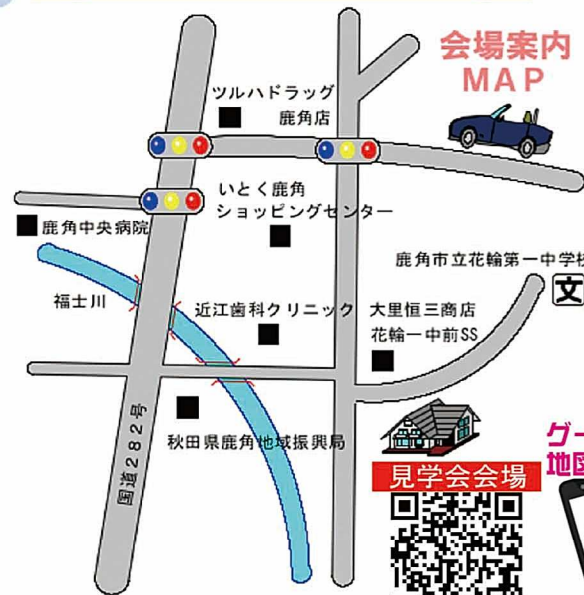 会場案内
MAP
ツルハドラッグ
鹿角店
いとく鹿角
ショッピングセンター
鹿角中央病院
鹿角市立花輪第一中学校
文
福士川
近江歯科クリニック
大里恒三商店
花輪一中前SS
秋田県鹿角地域振興局
国道282号
見学会会場
グー
地図